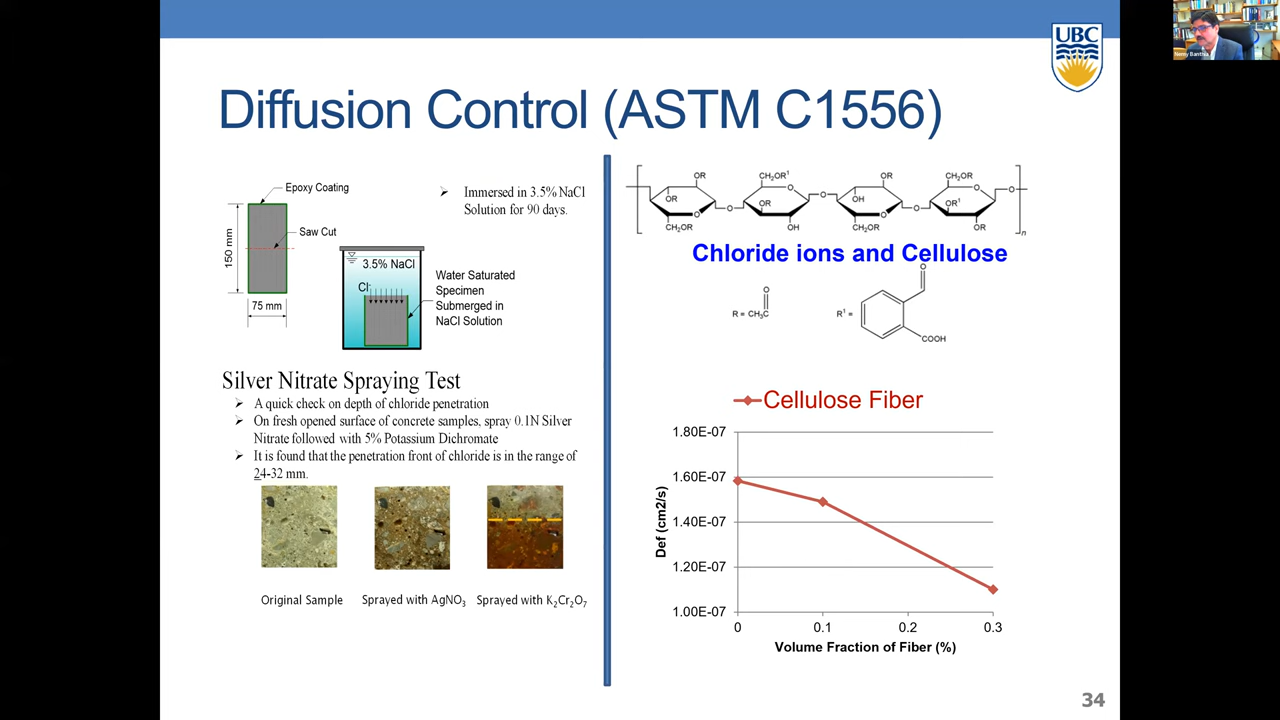 UBC
Nemy Banthia
Diffusion Control (ASTM C1556)
Epoxy Coating
Saw Cut
150 mm
75 mm
➢ Immersed in 3.5% NaCl
Solution for 90 days.
3.5% NaCl
Cl⁻
Water Saturated
Specimen
Submerged in
NaCl Solution
Silver Nitrate Spraying Test
➢ A quick check on depth of chloride penetration
➢ On fresh opened surface of concrete samples, spray 0.1N Silver
Nitrate followed with 5% Potassium Dichromate
➢ It is found that the penetration front of chloride is in the range of
24-32 mm.
Original Sample
Sprayed with AgNO₃
Sprayed with K₂Cr₂O₇
OR
CH₂OR¹
OR
CH₂OR
OR
OR
OH
OR¹
CH₂OR
OH
CH₂OR
OR
O
O
O
O
O
O
O
O
n
Chloride ions and Cellulose
O
R = CH₃C
O
R¹ =
COOH
Cellulose Fiber
1.80E-07
1.60E-07
1.40E-07
1.20E-07
1.00E-07
Def (cm2/s)
0
0.1
0.2
0.3
Volume Fraction of Fiber (%)
34